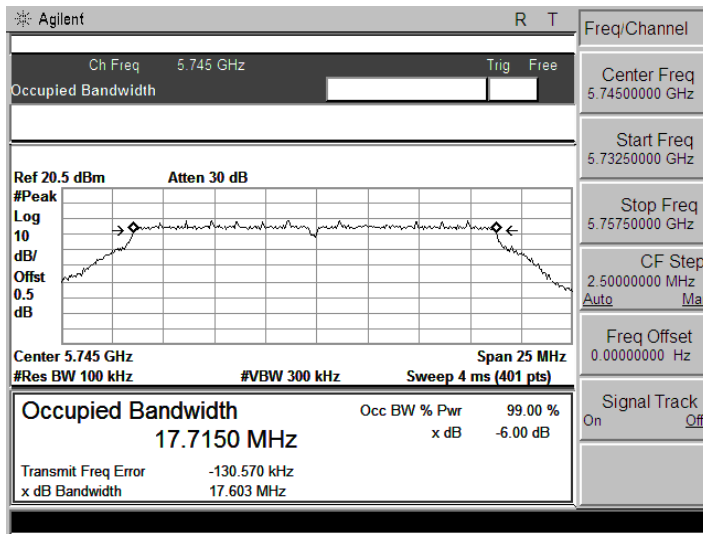 Agilent R T
Freq/Channel
Ch Freq 5.745 GHz Trig Free
Occupied Bandwidth
Center Freq
5.74500000 GHz
Start Freq
5.73250000 GHz
Stop Freq
5.75750000 GHz
CF Step
2.50000000 MHz
Auto Ma
Freq Offset
0.00000000 Hz
Signal Track
On Off
Ref 20.5 dBm Atten 30 dB
#Peak
Log
10
dB/
Offst
0.5
dB
Center 5.745 GHz Span 25 MHz
#Res BW 100 kHz #VBW 300 kHz Sweep 4 ms (401 pts)
Occupied Bandwidth Occ BW % Pwr 99.00 %
17.7150 MHz x dB -6.00 dB
Transmit Freq Error -130.570 kHz
x dB Bandwidth 17.603 MHz